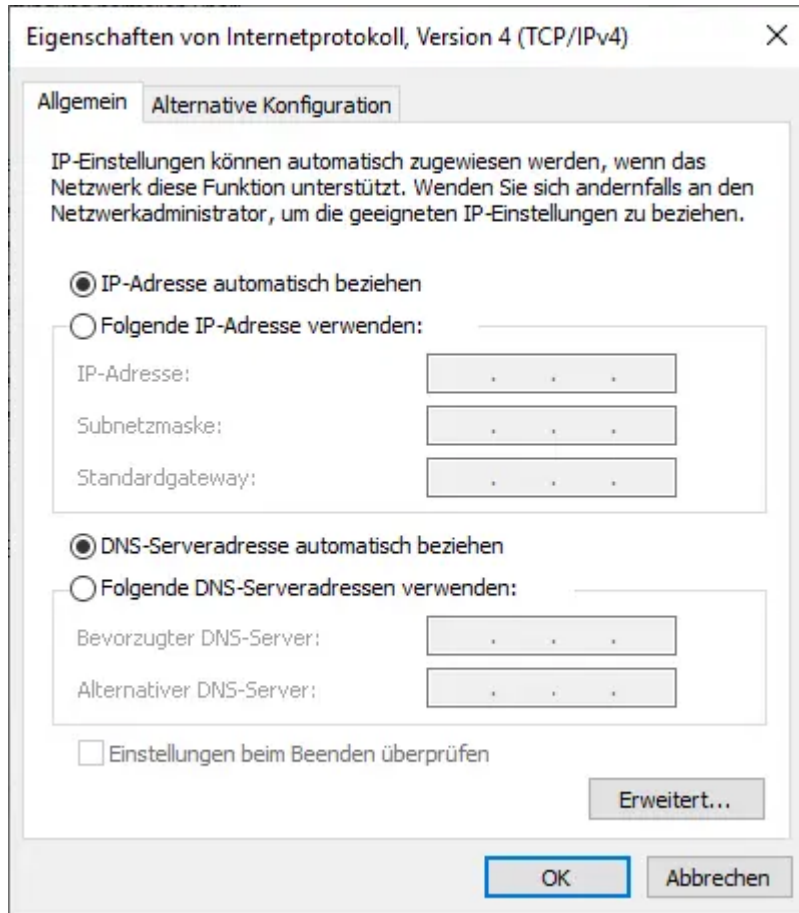 Eigenschaften von Internetprotokoll, Version 4 (TCP/IPv4)
Allgemein
Alternative Konfiguration
IP-Einstellungen können automatisch zugewiesen werden, wenn das
Netzwerk diese Funktion unterstützt. Wenden Sie sich andernfalls an den
Netzwerkadministrator, um die geeigneten IP-Einstellungen zu beziehen.
IP-Adresse automatisch beziehen
Folgende IP-Adresse verwenden:
IP-Adresse:
. . .
Subnetzmaske:
. . .
Standardgateway:
. . .
DNS-Serveradresse automatisch beziehen
Folgende DNS-Serveradressen verwenden:
Bevorzugter DNS-Server:
. . .
Alternativer DNS-Server:
. . .
Einstellungen beim Beenden überprüfen
Erweitert...
OK
Abbrechen